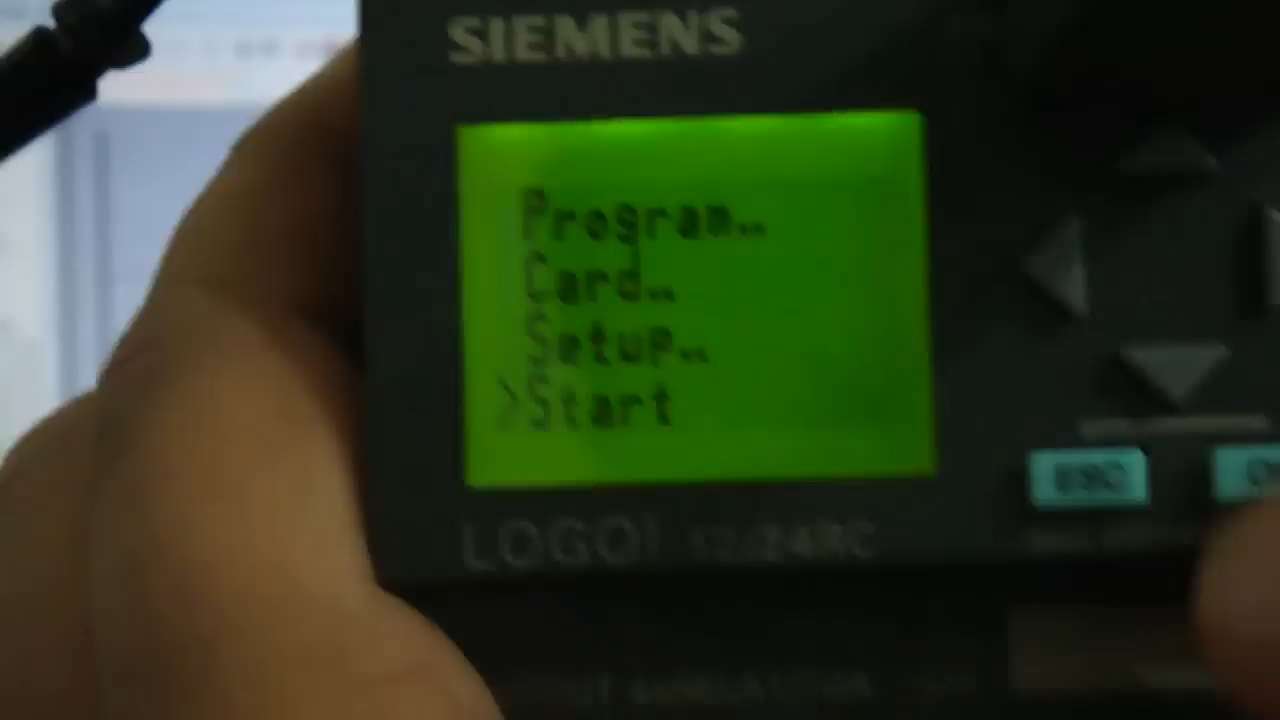 SIEMENS
Program..
Card..
Setup..
>Start
ESC
LOGO! 12/24RC